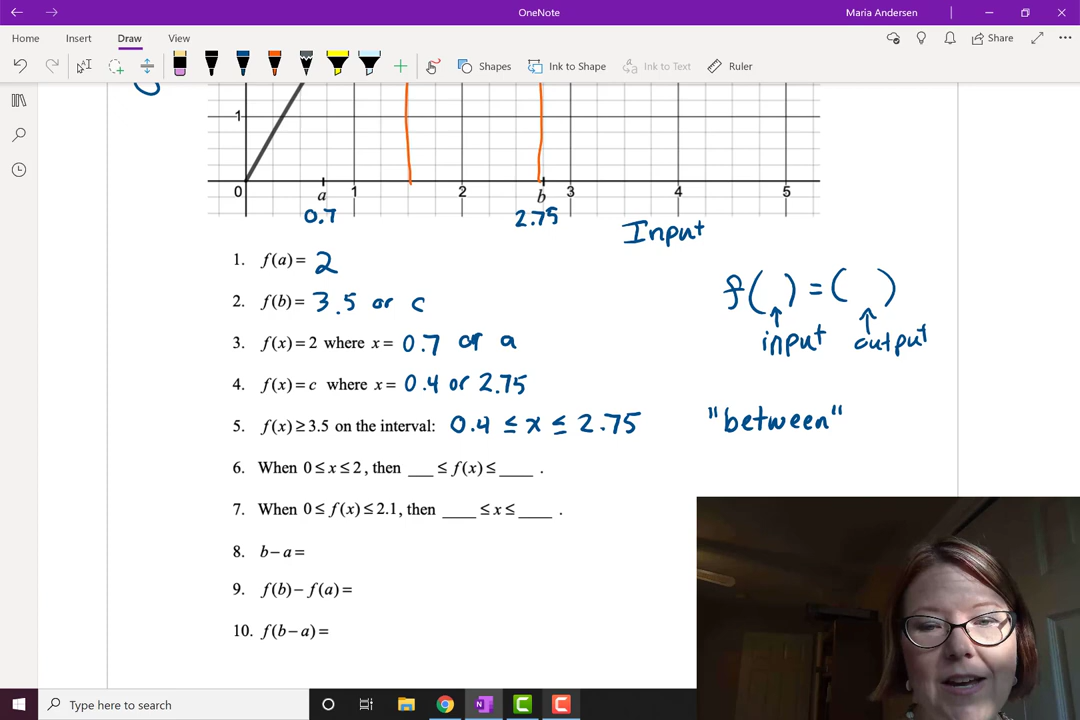 OneNote
Maria Andersen
Home Insert Draw View Share
Shapes Ink to Shape Ink to Text Ruler
1
0 a 1 2 b 3 4 5
0.7 2.75 Input
1. f(a) = 2
2. f(b) = 3.5 or c
f( ) = ( )
input output
3. f(x) = 2 where x = 0.7 or a
4. f(x) = c where x = 0.4 or 2.75
5. f(x) ≥ 3.5 on the interval: 0.4 ≤ x ≤ 2.75
"between"
6. When 0 ≤ x ≤ 2, then ___ ≤ f(x) ≤ ____ .
7. When 0 ≤ f(x) ≤ 2.1, then ____ ≤ x ≤ ____ .
8. b − a =
9. f(b) − f(a) =
10. f(b − a) =
Type here to search